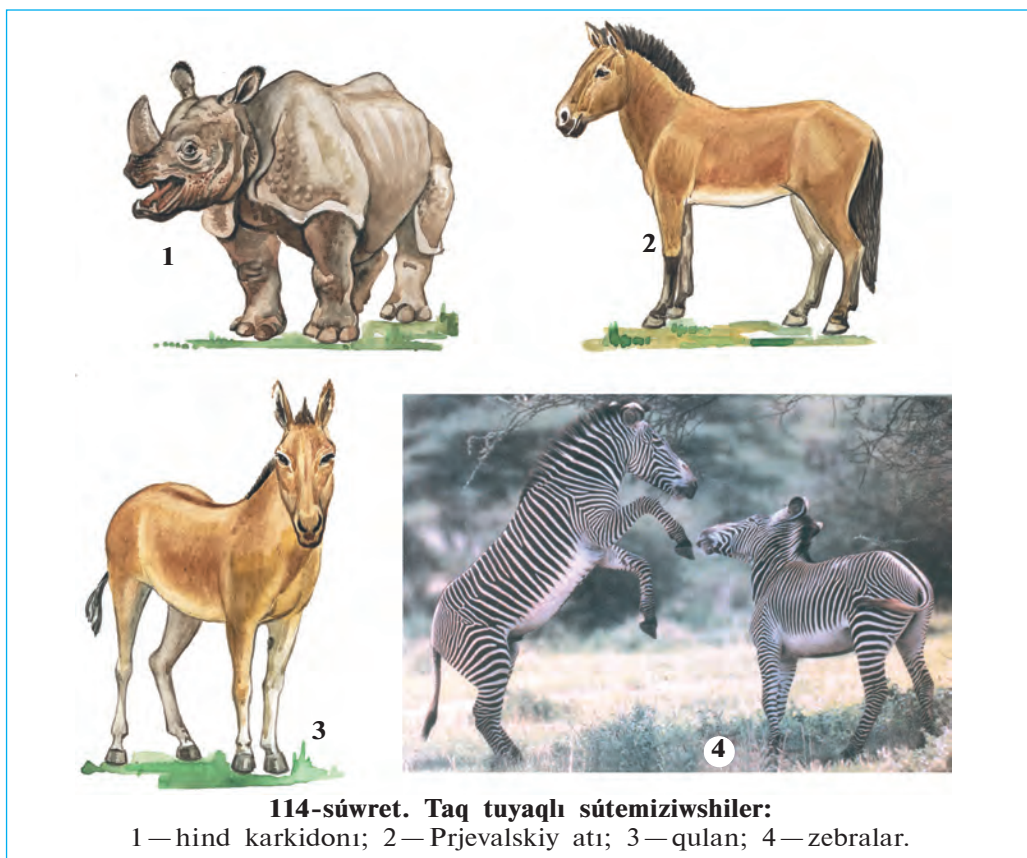 1
2
3
4
114-súwret. Taq tuyaqlı sútemiziwshiler:
1—hind karkidonı; 2—Prjevalskiy atı; 3—qulan; 4—zebralar.